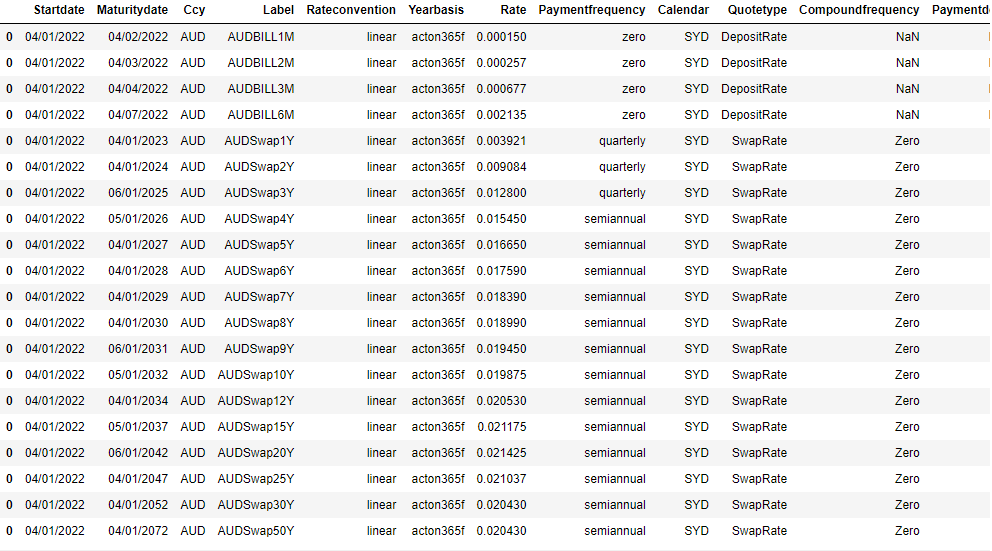 Startdate Maturitydate Ccy Label Rateconvention Yearbasis Rate Paymentfrequency Calendar Quotetype Compoundfrequency Paymentd
0 04/01/2022 04/02/2022 AUD AUDBILL1M linear acton365f 0.000150 zero SYD DepositRate NaN
0 04/01/2022 04/03/2022 AUD AUDBILL2M linear acton365f 0.000257 zero SYD DepositRate NaN
0 04/01/2022 04/04/2022 AUD AUDBILL3M linear acton365f 0.000677 zero SYD DepositRate NaN
0 04/01/2022 04/07/2022 AUD AUDBILL6M linear acton365f 0.002135 zero SYD DepositRate NaN
0 04/01/2022 04/01/2023 AUD AUDSwap1Y linear acton365f 0.003921 quarterly SYD SwapRate Zero
0 04/01/2022 04/01/2024 AUD AUDSwap2Y linear acton365f 0.009084 quarterly SYD SwapRate Zero
0 04/01/2022 06/01/2025 AUD AUDSwap3Y linear acton365f 0.012800 quarterly SYD SwapRate Zero
0 04/01/2022 05/01/2026 AUD AUDSwap4Y linear acton365f 0.015450 semiannual SYD SwapRate Zero
0 04/01/2022 04/01/2027 AUD AUDSwap5Y linear acton365f 0.016650 semiannual SYD SwapRate Zero
0 04/01/2022 04/01/2028 AUD AUDSwap6Y linear acton365f 0.017590 semiannual SYD SwapRate Zero
0 04/01/2022 04/01/2029 AUD AUDSwap7Y linear acton365f 0.018390 semiannual SYD SwapRate Zero
0 04/01/2022 04/01/2030 AUD AUDSwap8Y linear acton365f 0.018990 semiannual SYD SwapRate Zero
0 04/01/2022 06/01/2031 AUD AUDSwap9Y linear acton365f 0.019450 semiannual SYD SwapRate Zero
0 04/01/2022 05/01/2032 AUD AUDSwap10Y linear acton365f 0.019875 semiannual SYD SwapRate Zero
0 04/01/2022 04/01/2034 AUD AUDSwap12Y linear acton365f 0.020530 semiannual SYD SwapRate Zero
0 04/01/2022 05/01/2037 AUD AUDSwap15Y linear acton365f 0.021175 semiannual SYD SwapRate Zero
0 04/01/2022 06/01/2042 AUD AUDSwap20Y linear acton365f 0.021425 semiannual SYD SwapRate Zero
0 04/01/2022 04/01/2047 AUD AUDSwap25Y linear acton365f 0.021037 semiannual SYD SwapRate Zero
0 04/01/2022 04/01/2052 AUD AUDSwap30Y linear acton365f 0.020430 semiannual SYD SwapRate Zero
0 04/01/2022 04/01/2072 AUD AUDSwap50Y linear acton365f 0.020430 semiannual SYD SwapRate Zero